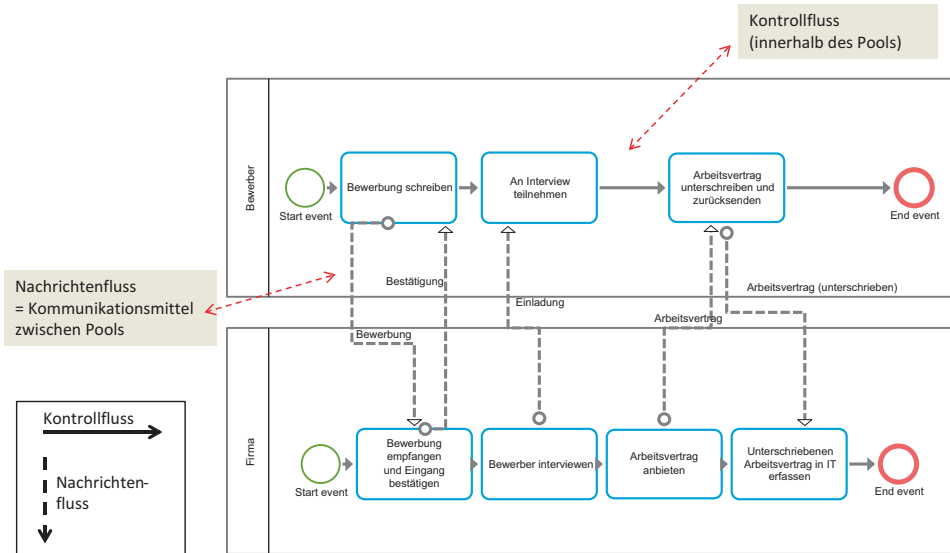 Kontrollfluss
(innerhalb des Pools)
Bewerber
Start event
Bewerbung schreiben
An Interview
teilnehmen
Arbeitsvertrag
unterschreiben und
zurücksenden
End event
Nachrichtenfluss
= Kommunikationsmittel
zwischen Pools
Bestätigung
Einladung
Arbeitsvertrag (unterschrieben)
Bewerbung
Arbeitsvertrag
Firma
Start event
Bewerbung
empfangen
und Eingang
bestätigen
Bewerber interviewen
Arbeitsvertrag
anbieten
Unterschriebenen
Arbeitsvertrag in IT
erfassen
End event
Kontrollfluss
Nachrichten-
fluss